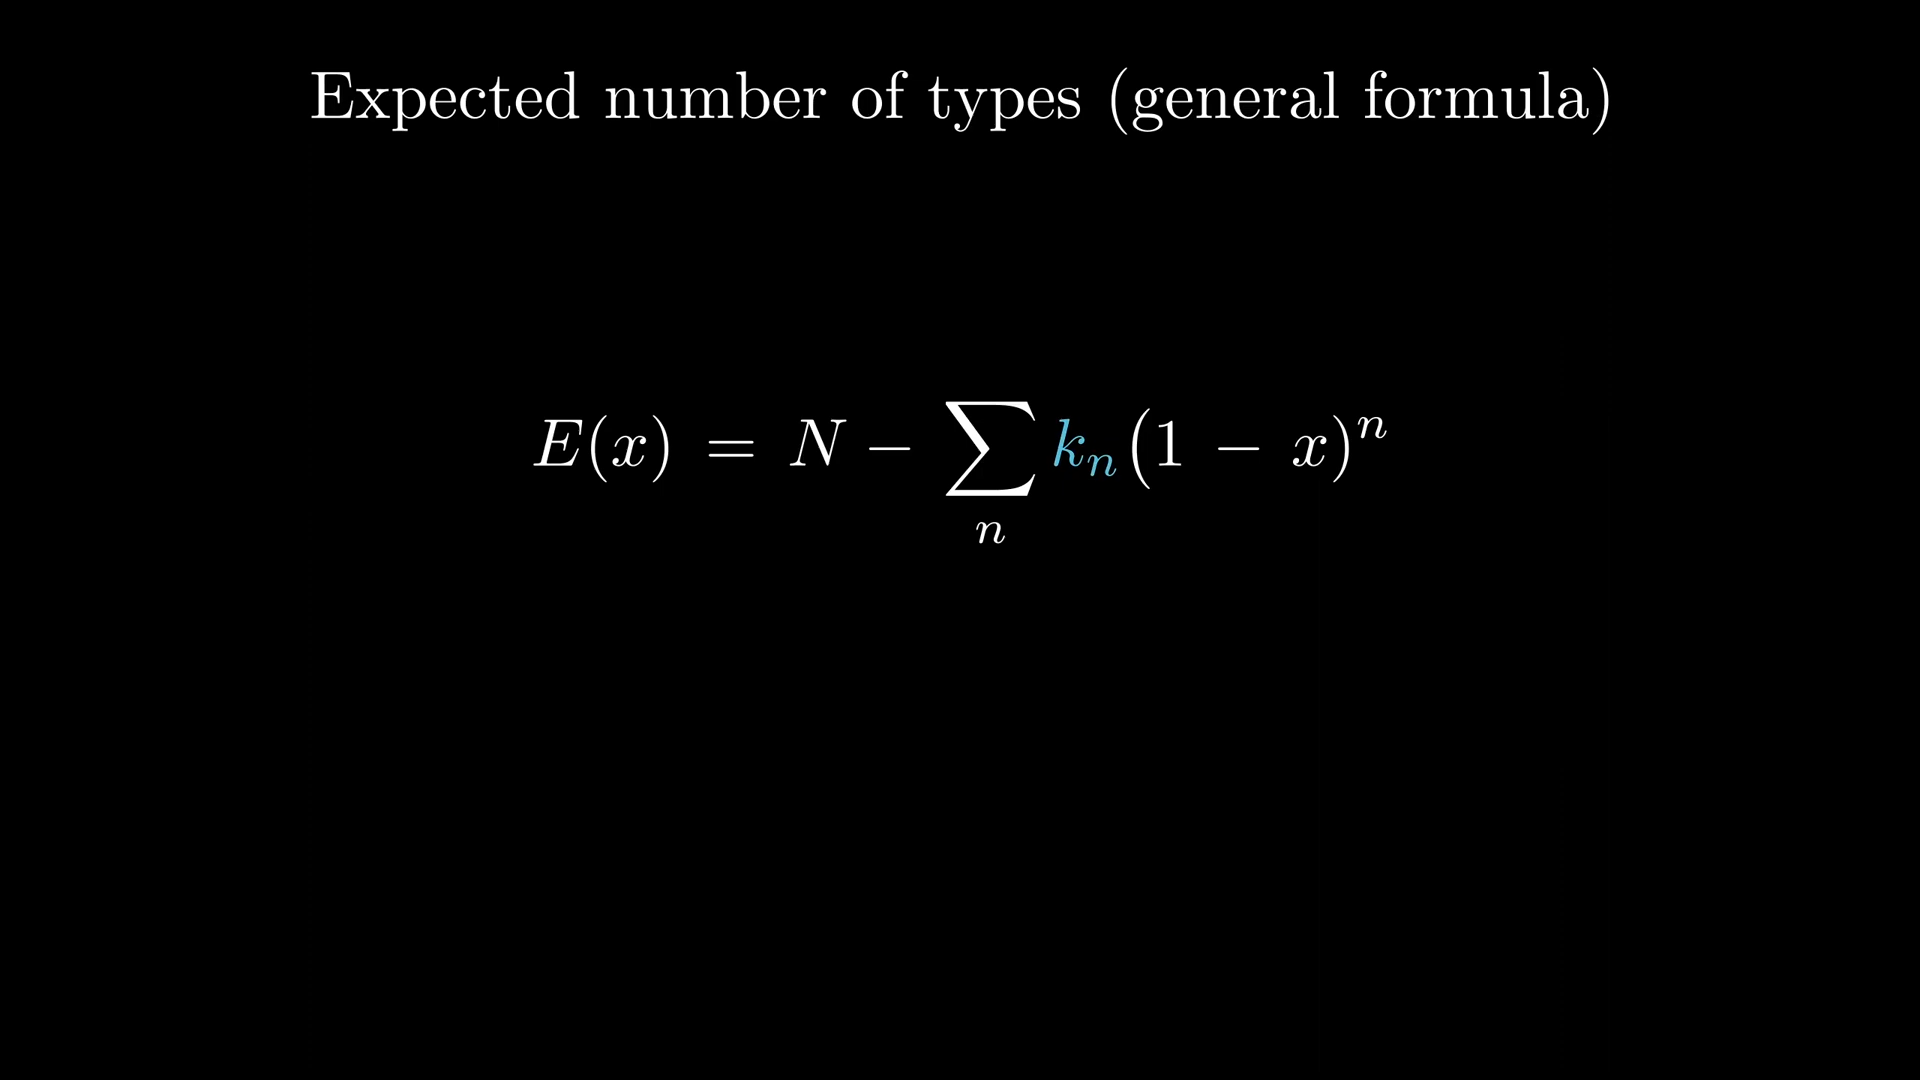 Expected number of types (general formula)
E(x) = N − ∑ₙ kₙ(1 − x)ⁿ